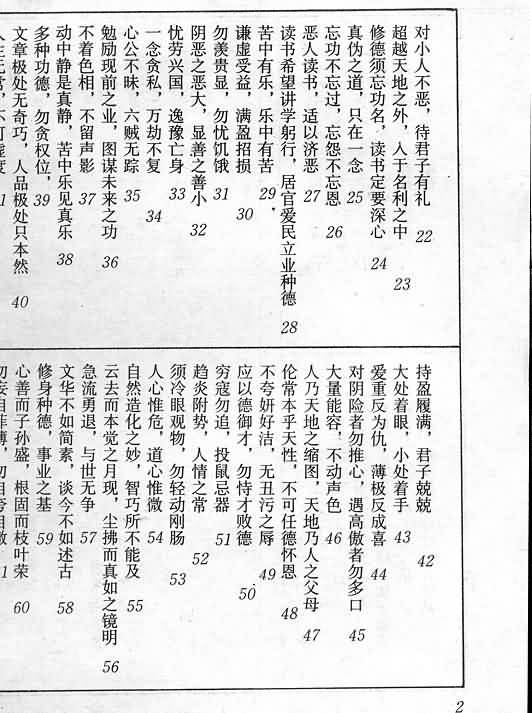 对小人不恶，待君子有礼 22
超越天地之外，入于名利之中 23
修德须忘功名，读书定要深心 24
真伪之道，只在一念 25
忘功不忘过，忘怨不忘恩 26
恶人读书，适以济恶 27
读书希望讲学躬行，居官爱民立业种德 28
苦中有乐，乐中有苦 29
谦虚受益，满盈招损 30
勿羡贵显，勿忧饥饿 31
阴恶之恶大，显善之善小 32
忧劳兴国，逸豫亡身 33
一念贪私，万劫不复 34
心公不昧，六贼无踪 35
勉励现前之业，图谋未来之功 36
不着色相，不留声影 37
动中静是真静，苦中乐见真乐 38
多种功德，勿贪权位， 39
文章极处无奇巧，人品极处只本然 40
持盈履满，君子兢兢 42
大处着眼，小处着手 43
爱重反为仇，薄极反成喜 44
对阴险者勿推心，遇高傲者勿多口 45
大量能容，不动声色 46
人乃天地之缩图，天地乃人之父母 47
伦常本乎天性，不可任德怀恩 48
不夸妍好洁，无丑污之辱 49
应以德御才，勿恃才败德 50
穷寇勿追，投鼠忌器 51
趋炎附势，人情之常 52
须冷眼观物，勿轻动刚肠 53
人心惟危，道心惟微 54
自然造化之妙，智巧所不能及 55
云去而本觉之月现，尘拂而真如之镜明 56
急流勇退，与世无争 57
文华不如简素，谈今不如述古 58
修身种德，事业之基 59
心善而子孙盛，根固而枝叶荣 60
2